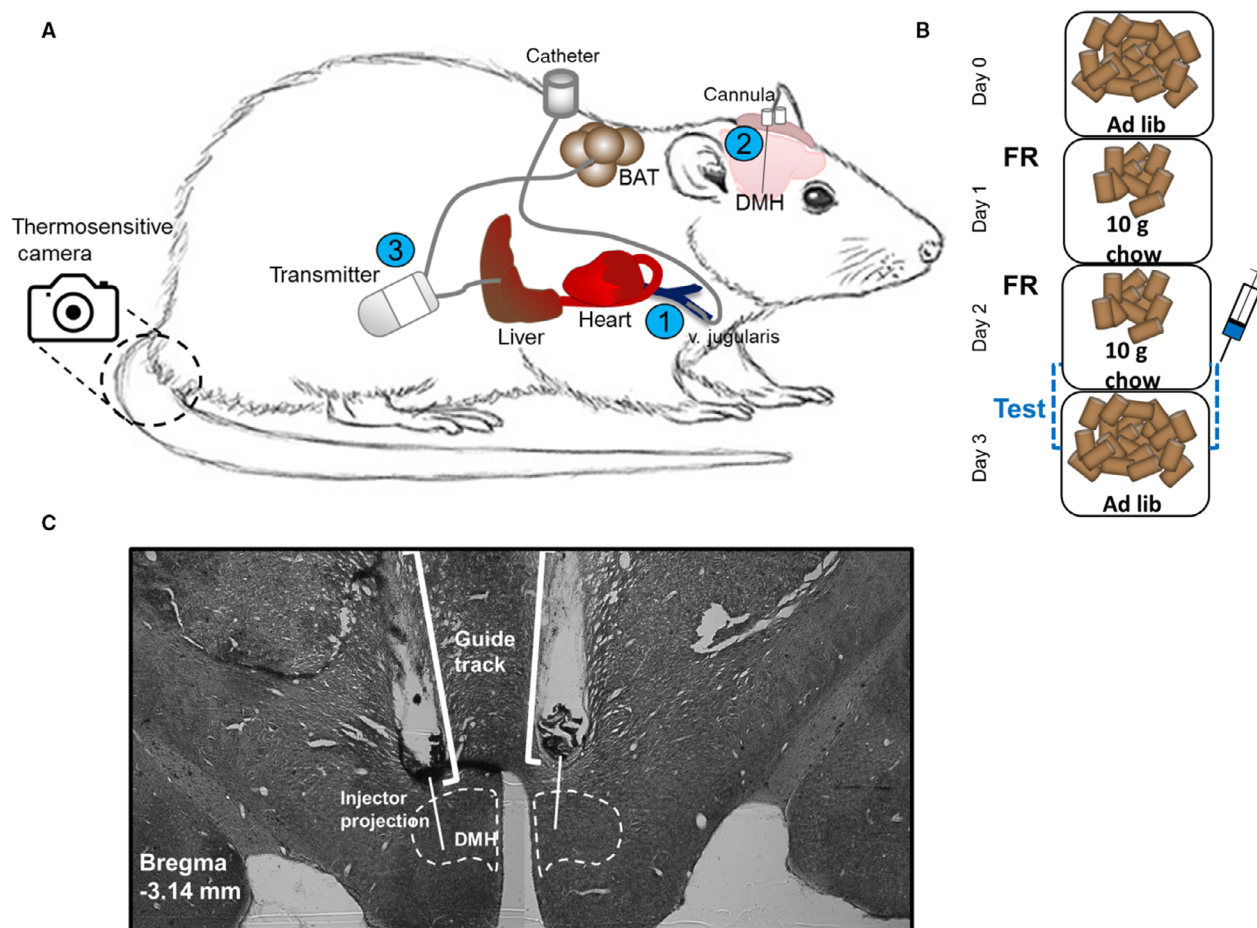 A
Catheter
Cannula
2
BAT
DMH
Thermosensitive
camera
3
Transmitter
Liver
Heart
1
v. jugularis
B
Day 0
Ad lib
FR
Day 1
10 g
chow
FR
Day 2
10 g
chow
Test
Day 3
Ad lib
C
Guide
track
Injector
projection
DMH
Bregma
-3.14 mm